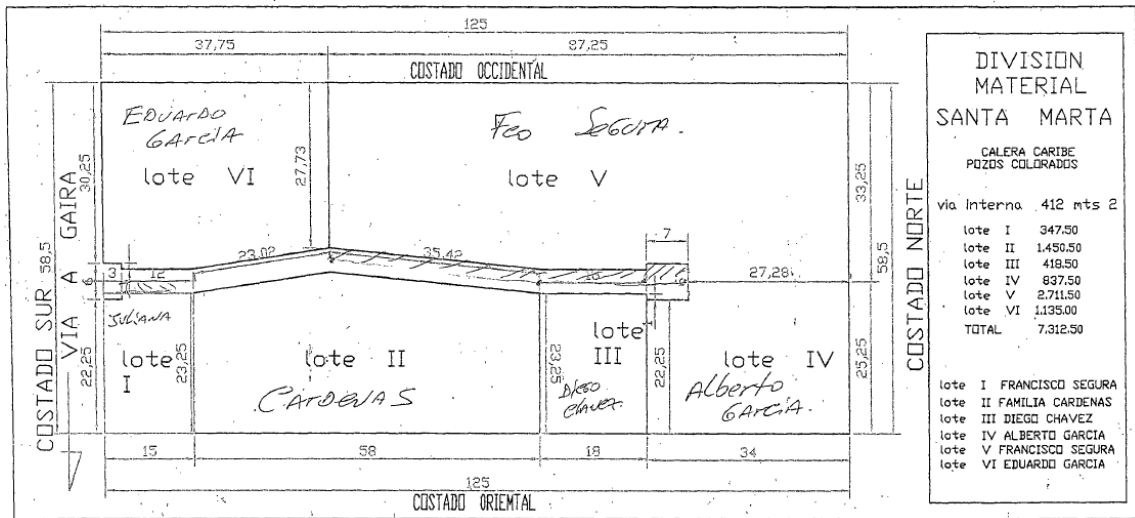 125
37,75
87,25
COSTADO OCCIDENTAL
EDUARDO
GARCIA
lote VI
27,73
Fco SEGURA.
lote V
30,25
33,25
COSTADO SUR
VIA A GAIRA
58,5
58,5
COSTADO NORTE
3
12
6
23,02
35,42
7
27,28
JULIANA
lote
I
22,25
23,25
lote II
CARDENAS
23,25
lote
III
DIEGO
CHAVEZ
22,25
lote IV
Alberto
GARCIA.
25,25
15
58
18
34
125
COSTADO ORIEMTAL
DIVISION
MATERIAL
SANTA MARTA
CALERA CARIBE
POZOS COLORADOS
via Interna 412 mts 2
lote I 347.50
lote II 1.450.50
lote III 418.50
lote IV 837.50
lote V 2.711.50
lote VI 1.135.00
TOTAL 7.312.50
lote I FRANCISCO SEGURA
lote II FAMILIA CARDENAS
lote III DIEGO CHAVEZ
lote IV ALBERTO GARCIA
lote V FRANCISCO SEGURA
lote VI EDUARDO GARCIA